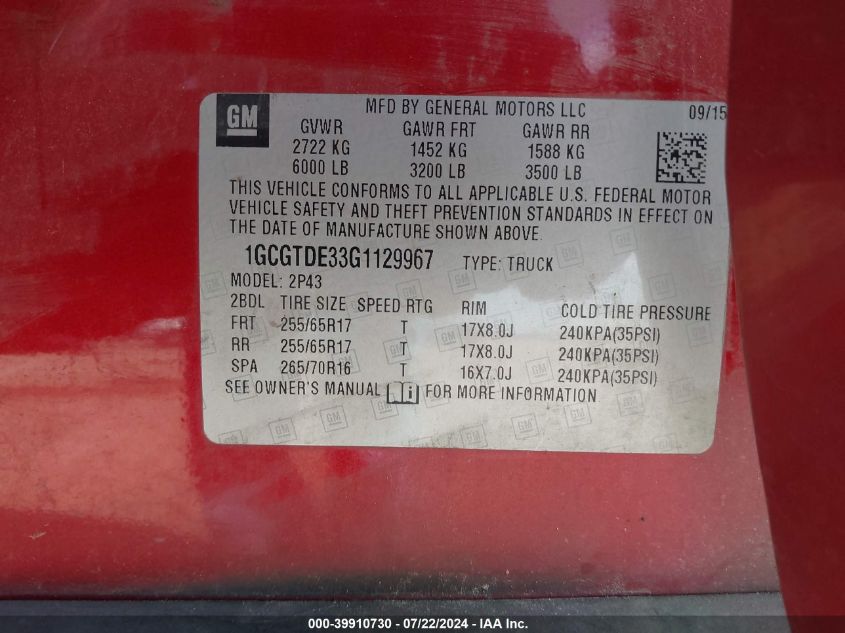 GM
MFD BY GENERAL MOTORS LLC 09/15
GVWR GAWR FRT GAWR RR
2722 KG 1452 KG 1588 KG
6000 LB 3200 LB 3500 LB
THIS VEHICLE CONFORMS TO ALL APPLICABLE U.S. FEDERAL MOTOR
VEHICLE SAFETY AND THEFT PREVENTION STANDARDS IN EFFECT ON
THE DATE OF MANUFACTURE SHOWN ABOVE.
1GCGTDE33G1129967 TYPE: TRUCK
MODEL: 2P43
2BDL TIRE SIZE SPEED RTG RIM COLD TIRE PRESSURE
FRT 255/65R17 T 17X8.0J 240KPA(35PSI)
RR 255/65R17 T 17X8.0J 240KPA(35PSI)
SPA 265/70R16 T 16X7.0J 240KPA(35PSI)
SEE OWNER'S MANUAL i FOR MORE INFORMATION
000-39910730 - 07/22/2024 - © IAA, Inc.